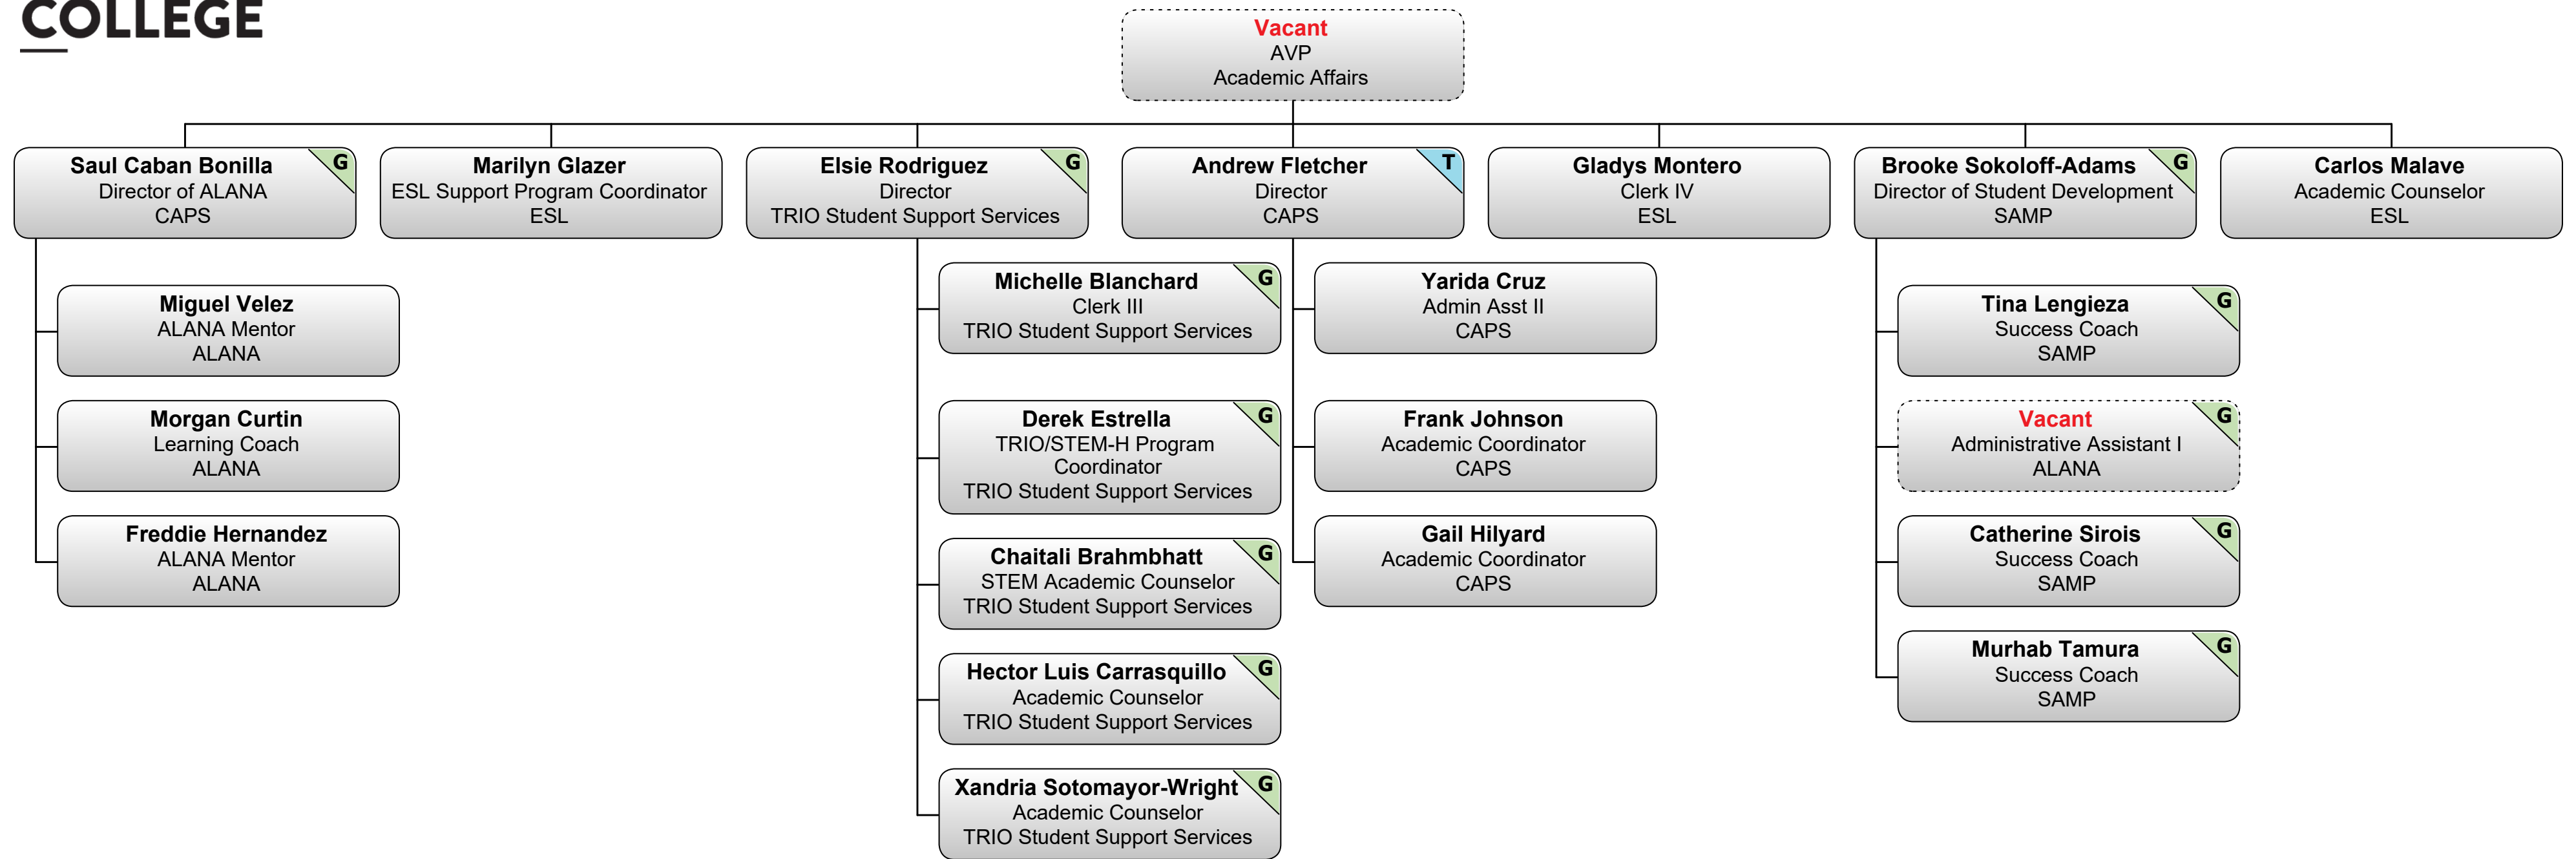 COLLEGE
Vacant
AVP
Academic Affairs
Saul Caban Bonilla
Director of ALANA
CAPS
G
Marilyn Glazer
ESL Support Program Coordinator
ESL
Elsie Rodriguez
Director
TRIO Student Support Services
G
Andrew Fletcher
Director
CAPS
T
Gladys Montero
Clerk IV
ESL
Brooke Sokoloff-Adams
Director of Student Development
SAMP
G
Carlos Malave
Academic Counselor
ESL
Miguel Velez
ALANA Mentor
ALANA
Morgan Curtin
Learning Coach
ALANA
Freddie Hernandez
ALANA Mentor
ALANA
Michelle Blanchard
Clerk III
TRIO Student Support Services
G
Derek Estrella
TRIO/STEM-H Program
Coordinator
TRIO Student Support Services
G
Chaitali Brahmbhatt
STEM Academic Counselor
TRIO Student Support Services
G
Hector Luis Carrasquillo
Academic Counselor
TRIO Student Support Services
G
Xandria Sotomayor-Wright
Academic Counselor
TRIO Student Support Services
G
Yarida Cruz
Admin Asst II
CAPS
Frank Johnson
Academic Coordinator
CAPS
Gail Hilyard
Academic Coordinator
CAPS
Tina Lengieza
Success Coach
SAMP
G
Vacant
Administrative Assistant I
ALANA
G
Catherine Sirois
Success Coach
SAMP
G
Murhab Tamura
Success Coach
SAMP
G